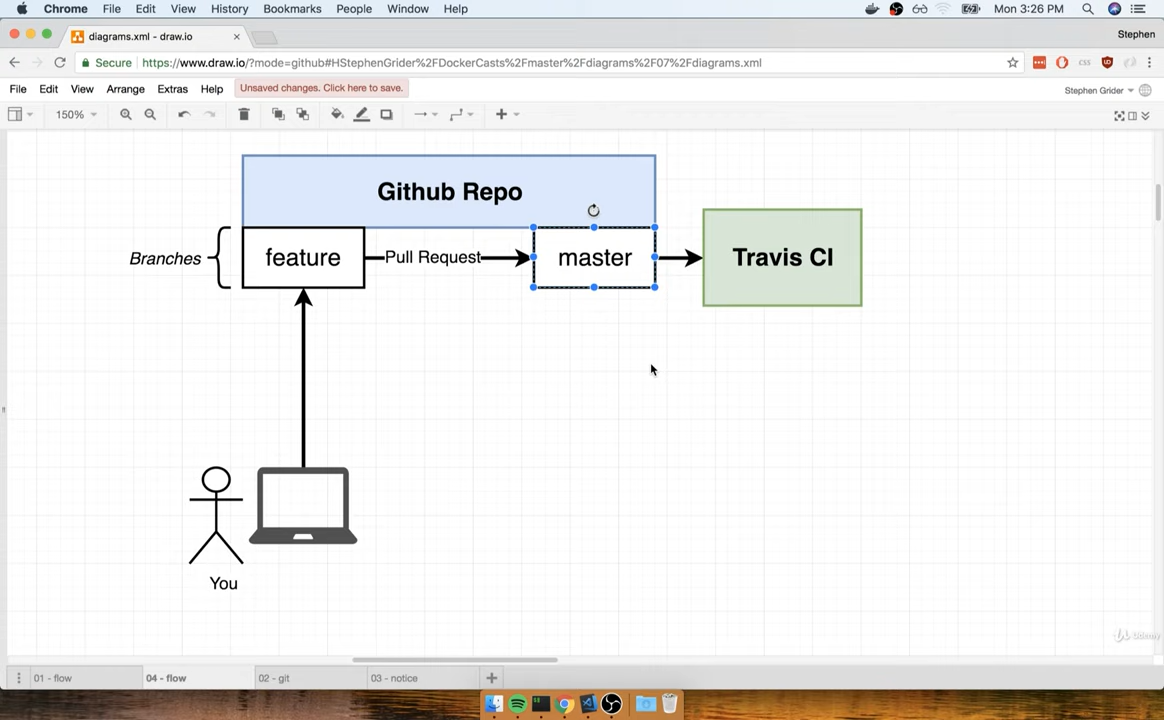 Chrome File Edit View History Bookmarks People Window Help Mon 3:26 PM
diagrams.xml - draw.io Stephen
Secure https://www.draw.io/?mode=github#HStephenGrider%2FDockerCasts%2Fmaster%2Fdiagrams%2F07%2Fdiagrams.xml
File Edit View Arrange Extras Help Unsaved changes. Click here to save. Stephen Grider
150%
Github Repo
Branches feature Pull Request master Travis CI
You
Udemy
01 - flow 04 - flow 02 - git 03 - notice